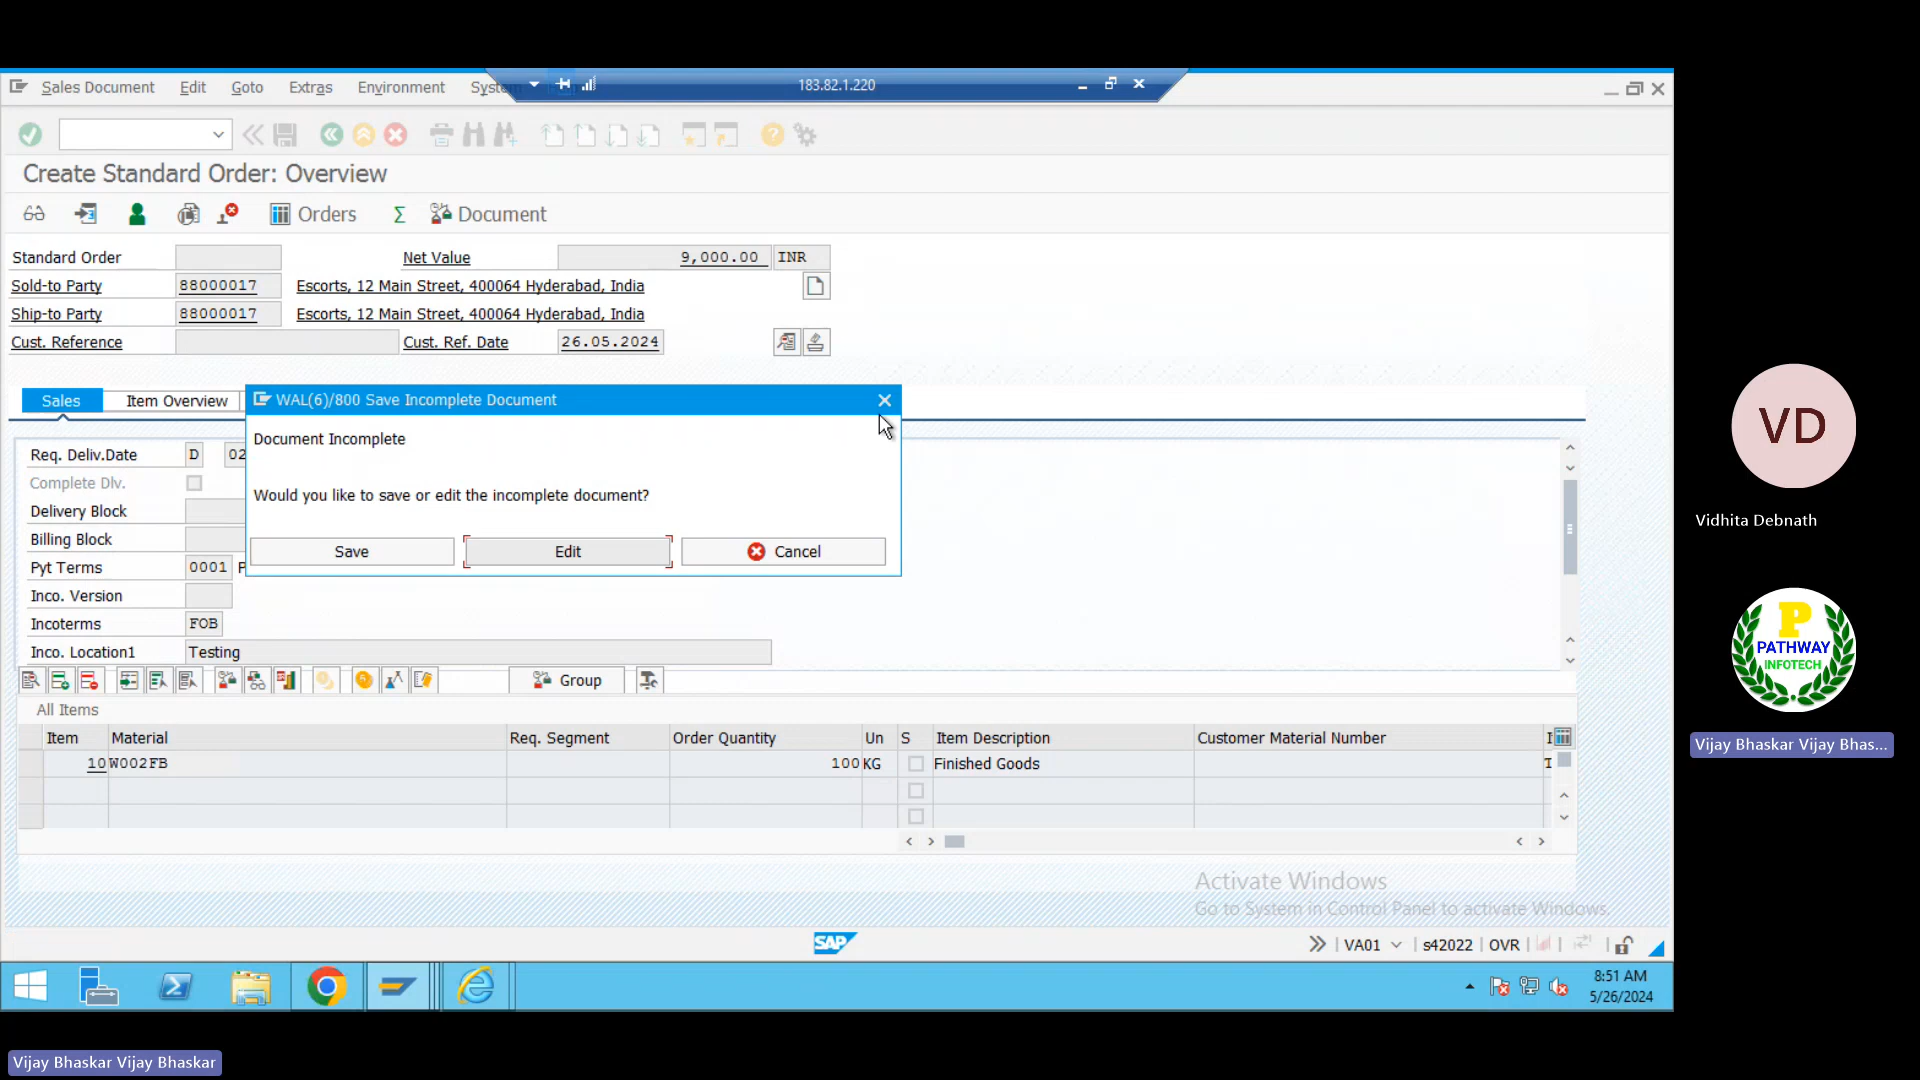 Sales Document Edit Goto Extras Environment
183.82.1.220
Create Standard Order: Overview
Orders Σ Document
Standard Order Net Value 9,000.00 INR
Sold-to Party 88000017 Escorts, 12 Main Street, 400064 Hyderabad, India
Ship-to Party 88000017 Escorts, 12 Main Street, 400064 Hyderabad, India
Cust. Reference Cust. Ref. Date 26.05.2024
Sales Item Overview
WAL(6)/800 Save Incomplete Document
Document Incomplete
Would you like to save or edit the incomplete document?
Save Edit Cancel
Req. Deliv.Date D 02
Complete Dlv.
Delivery Block
Billing Block
Pyt Terms 0001
Inco. Version
Incoterms FOB
Inco. Location1 Testing
Group
All Items
Item Material Req. Segment Order Quantity Un S Item Description Customer Material Number
10 W002FB 100 KG Finished Goods
Activate Windows
Go to System in Control Panel to activate Windows.
SAP
VA01 s42022 OVR
8:51 AM
5/26/2024
VD
Vidhita Debnath
P
PATHWAY
INFOTECH
Vijay Bhaskar Vijay Bhas...
Vijay Bhaskar Vijay Bhaskar